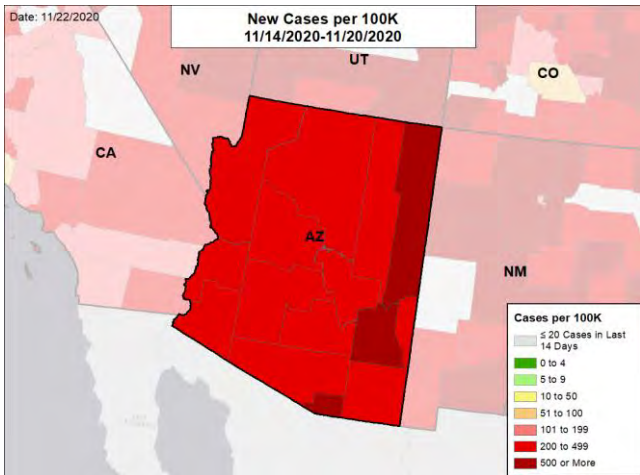 Date: 11/22/2020
New Cases per 100K
11/14/2020-11/20/2020
UT
NV
CO
CA
AZ
NM
Cases per 100K
≤ 20 Cases in Last
14 Days
0 to 4
5 to 9
10 to 50
51 to 100
101 to 199
200 to 499
500 or More